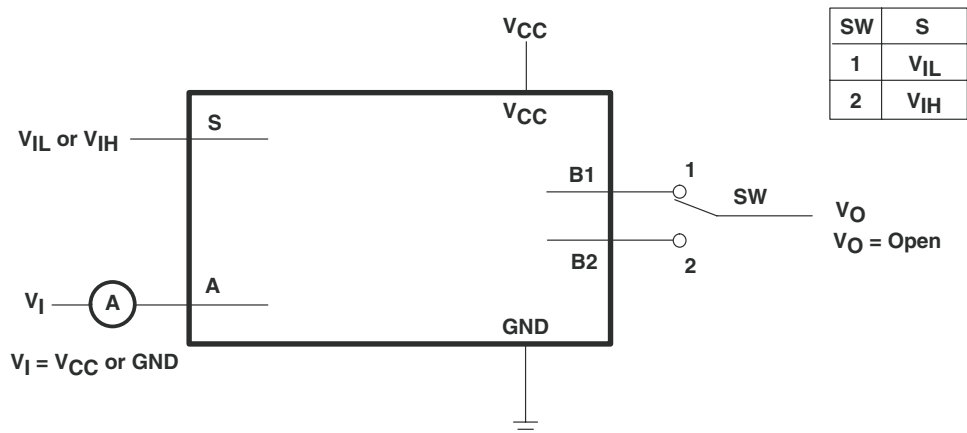 VCC
SW S
1 VIL
2 VIH
VCC
S
VIL or VIH
B1
1
SW
VO
VO = Open
B2
2
A
VI
A
GND
VI = VCC or GND